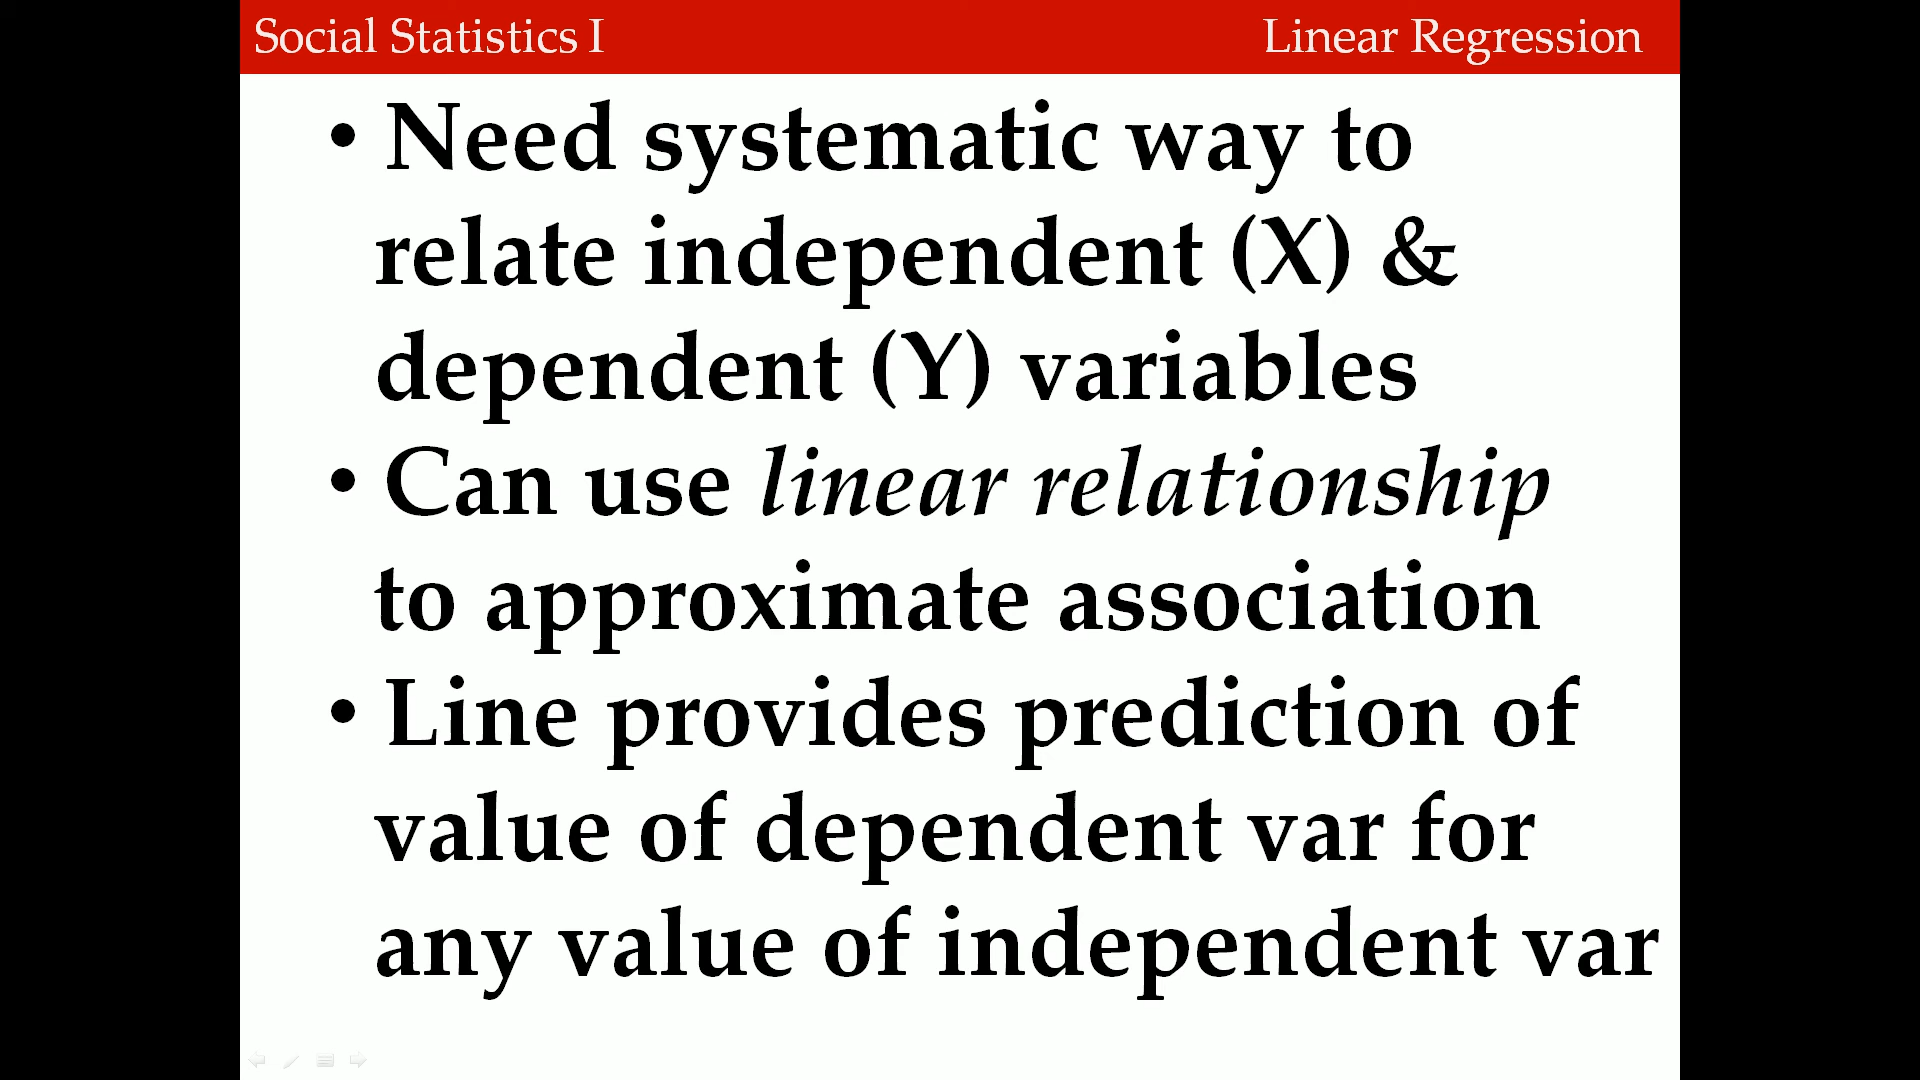 Social Statistics I
Linear Regression
• Need systematic way to
relate independent (X) &
dependent (Y) variables
• Can use linear relationship
to approximate association
• Line provides prediction of
value of dependent var for
any value of independent var